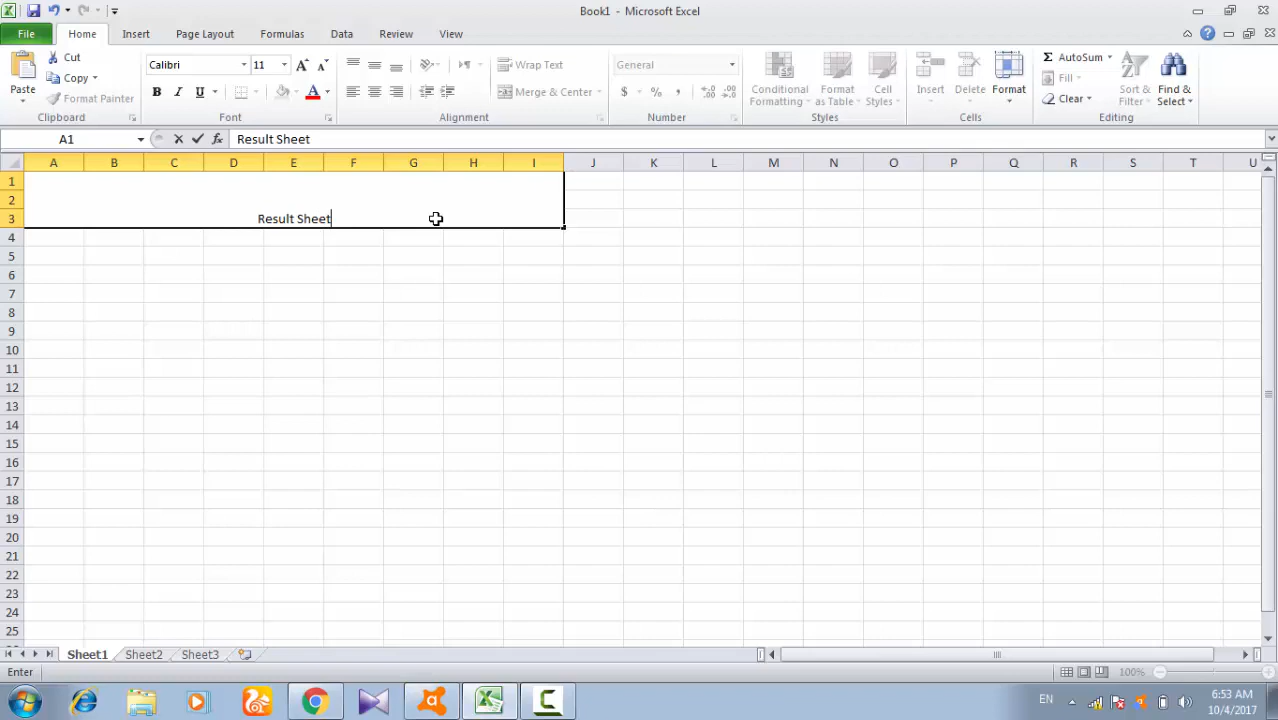 Book1 - Microsoft Excel
File Home Insert Page Layout Formulas Data Review View
Paste Cut Copy Format Painter Clipboard
Calibri 11 B I U A A A Font
Wrap Text Merge & Center Alignment
General $ % , Number
Conditional Formatting Format as Table Cell Styles Styles
Insert Delete Format Cells
Σ AutoSum Fill Clear Sort & Filter Find & Select Editing
A1 fx Result Sheet
A B C D E F G H I J K L M N O P Q R S T U
1
2
3 Result Sheet
4
5
6
7
8
9
10
11
12
13
14
15
16
17
18
19
20
21
22
23
24
25
Sheet1 Sheet2 Sheet3
Enter 100%
EN 6:53 AM
10/4/2017